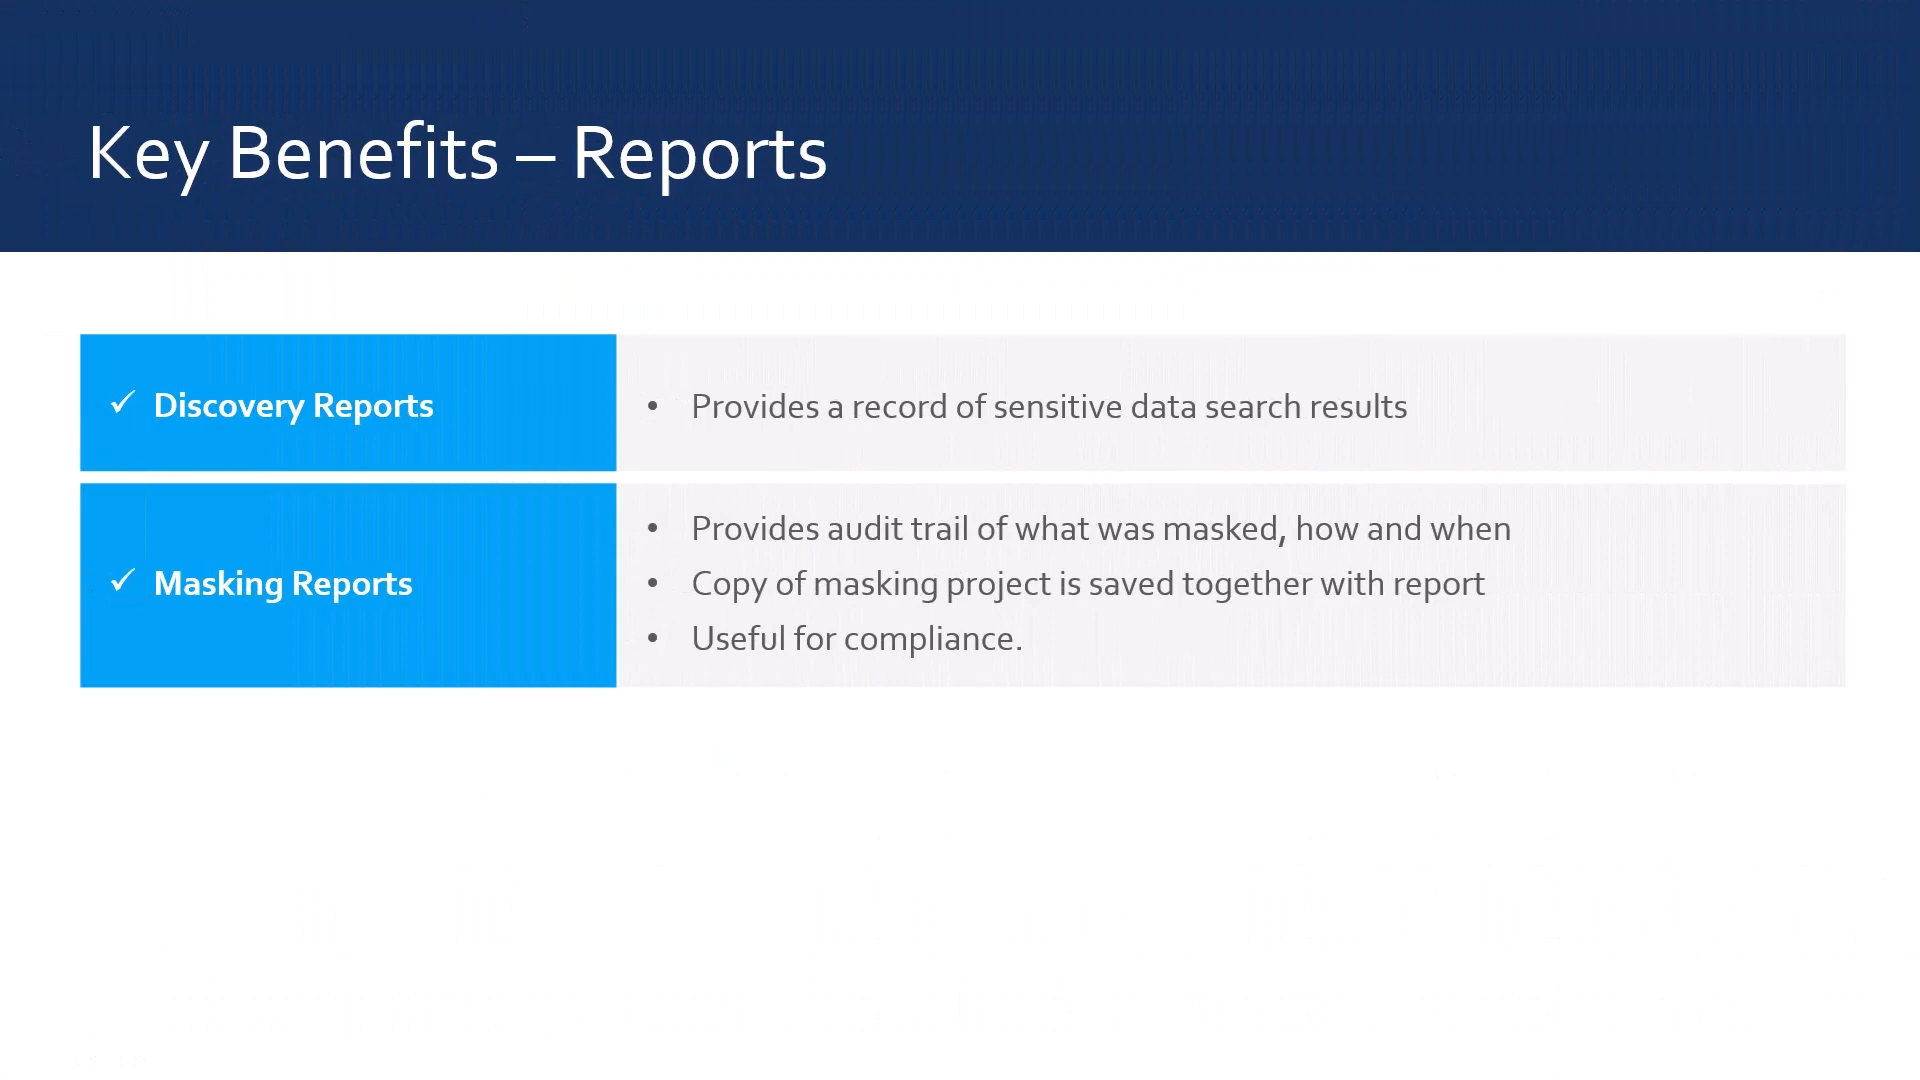 Key Benefits – Reports
✓ Discovery Reports
• Provides a record of sensitive data search results
✓ Masking Reports
• Provides audit trail of what was masked, how and when
• Copy of masking project is saved together with report
• Useful for compliance.